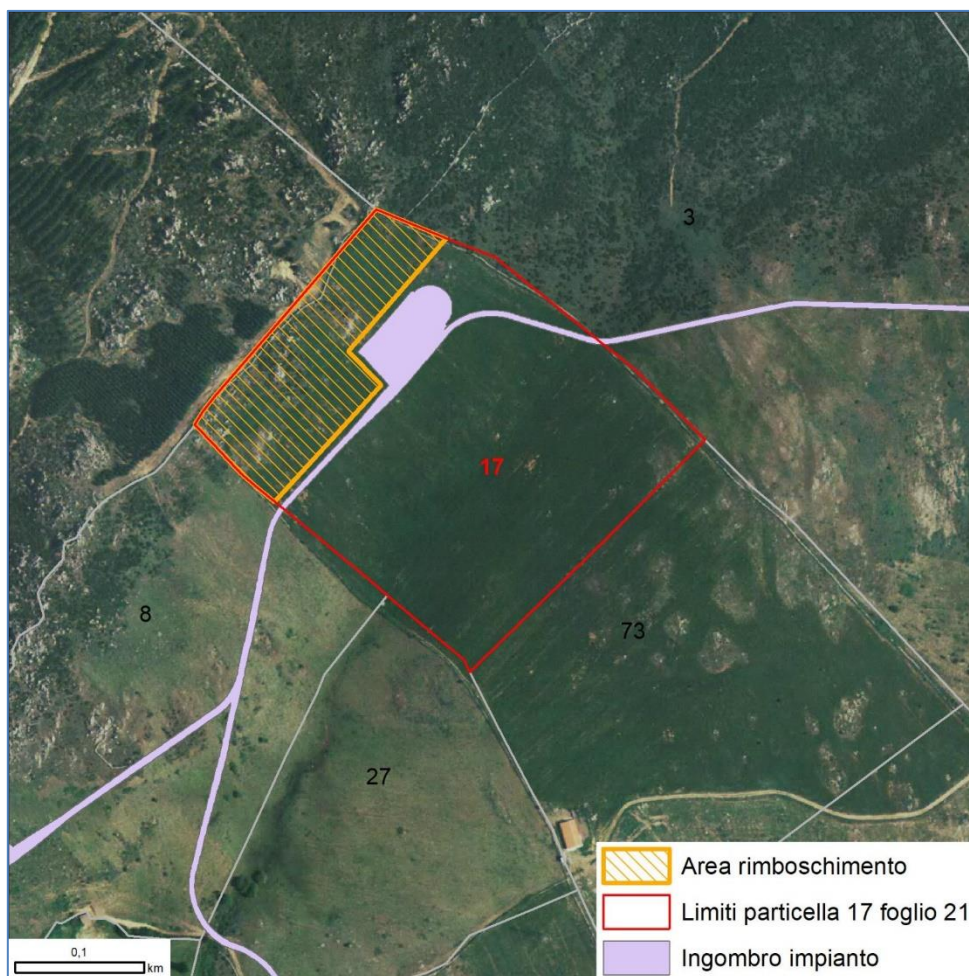 3
17
8
73
27
Area rimboschimento
Limiti particella 17 foglio 21
Ingombro impianto
0,1
km